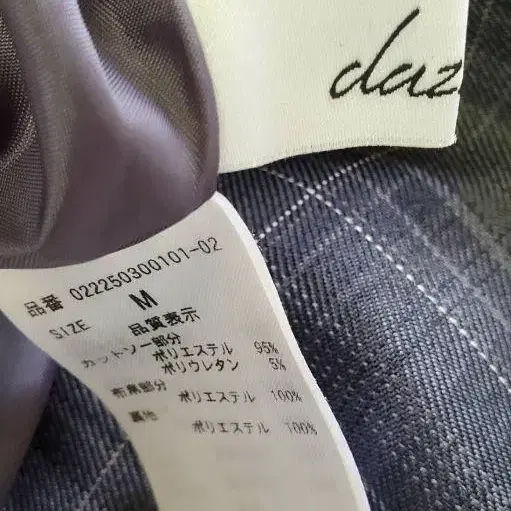 daz
品番 022250300101-02
SIZE M
品質表示
カットソー部分
ポリエステル 95%
ポリウレタン 5%
布帛部分 ポリエステル 100%
裏地 ポリエステル 100%